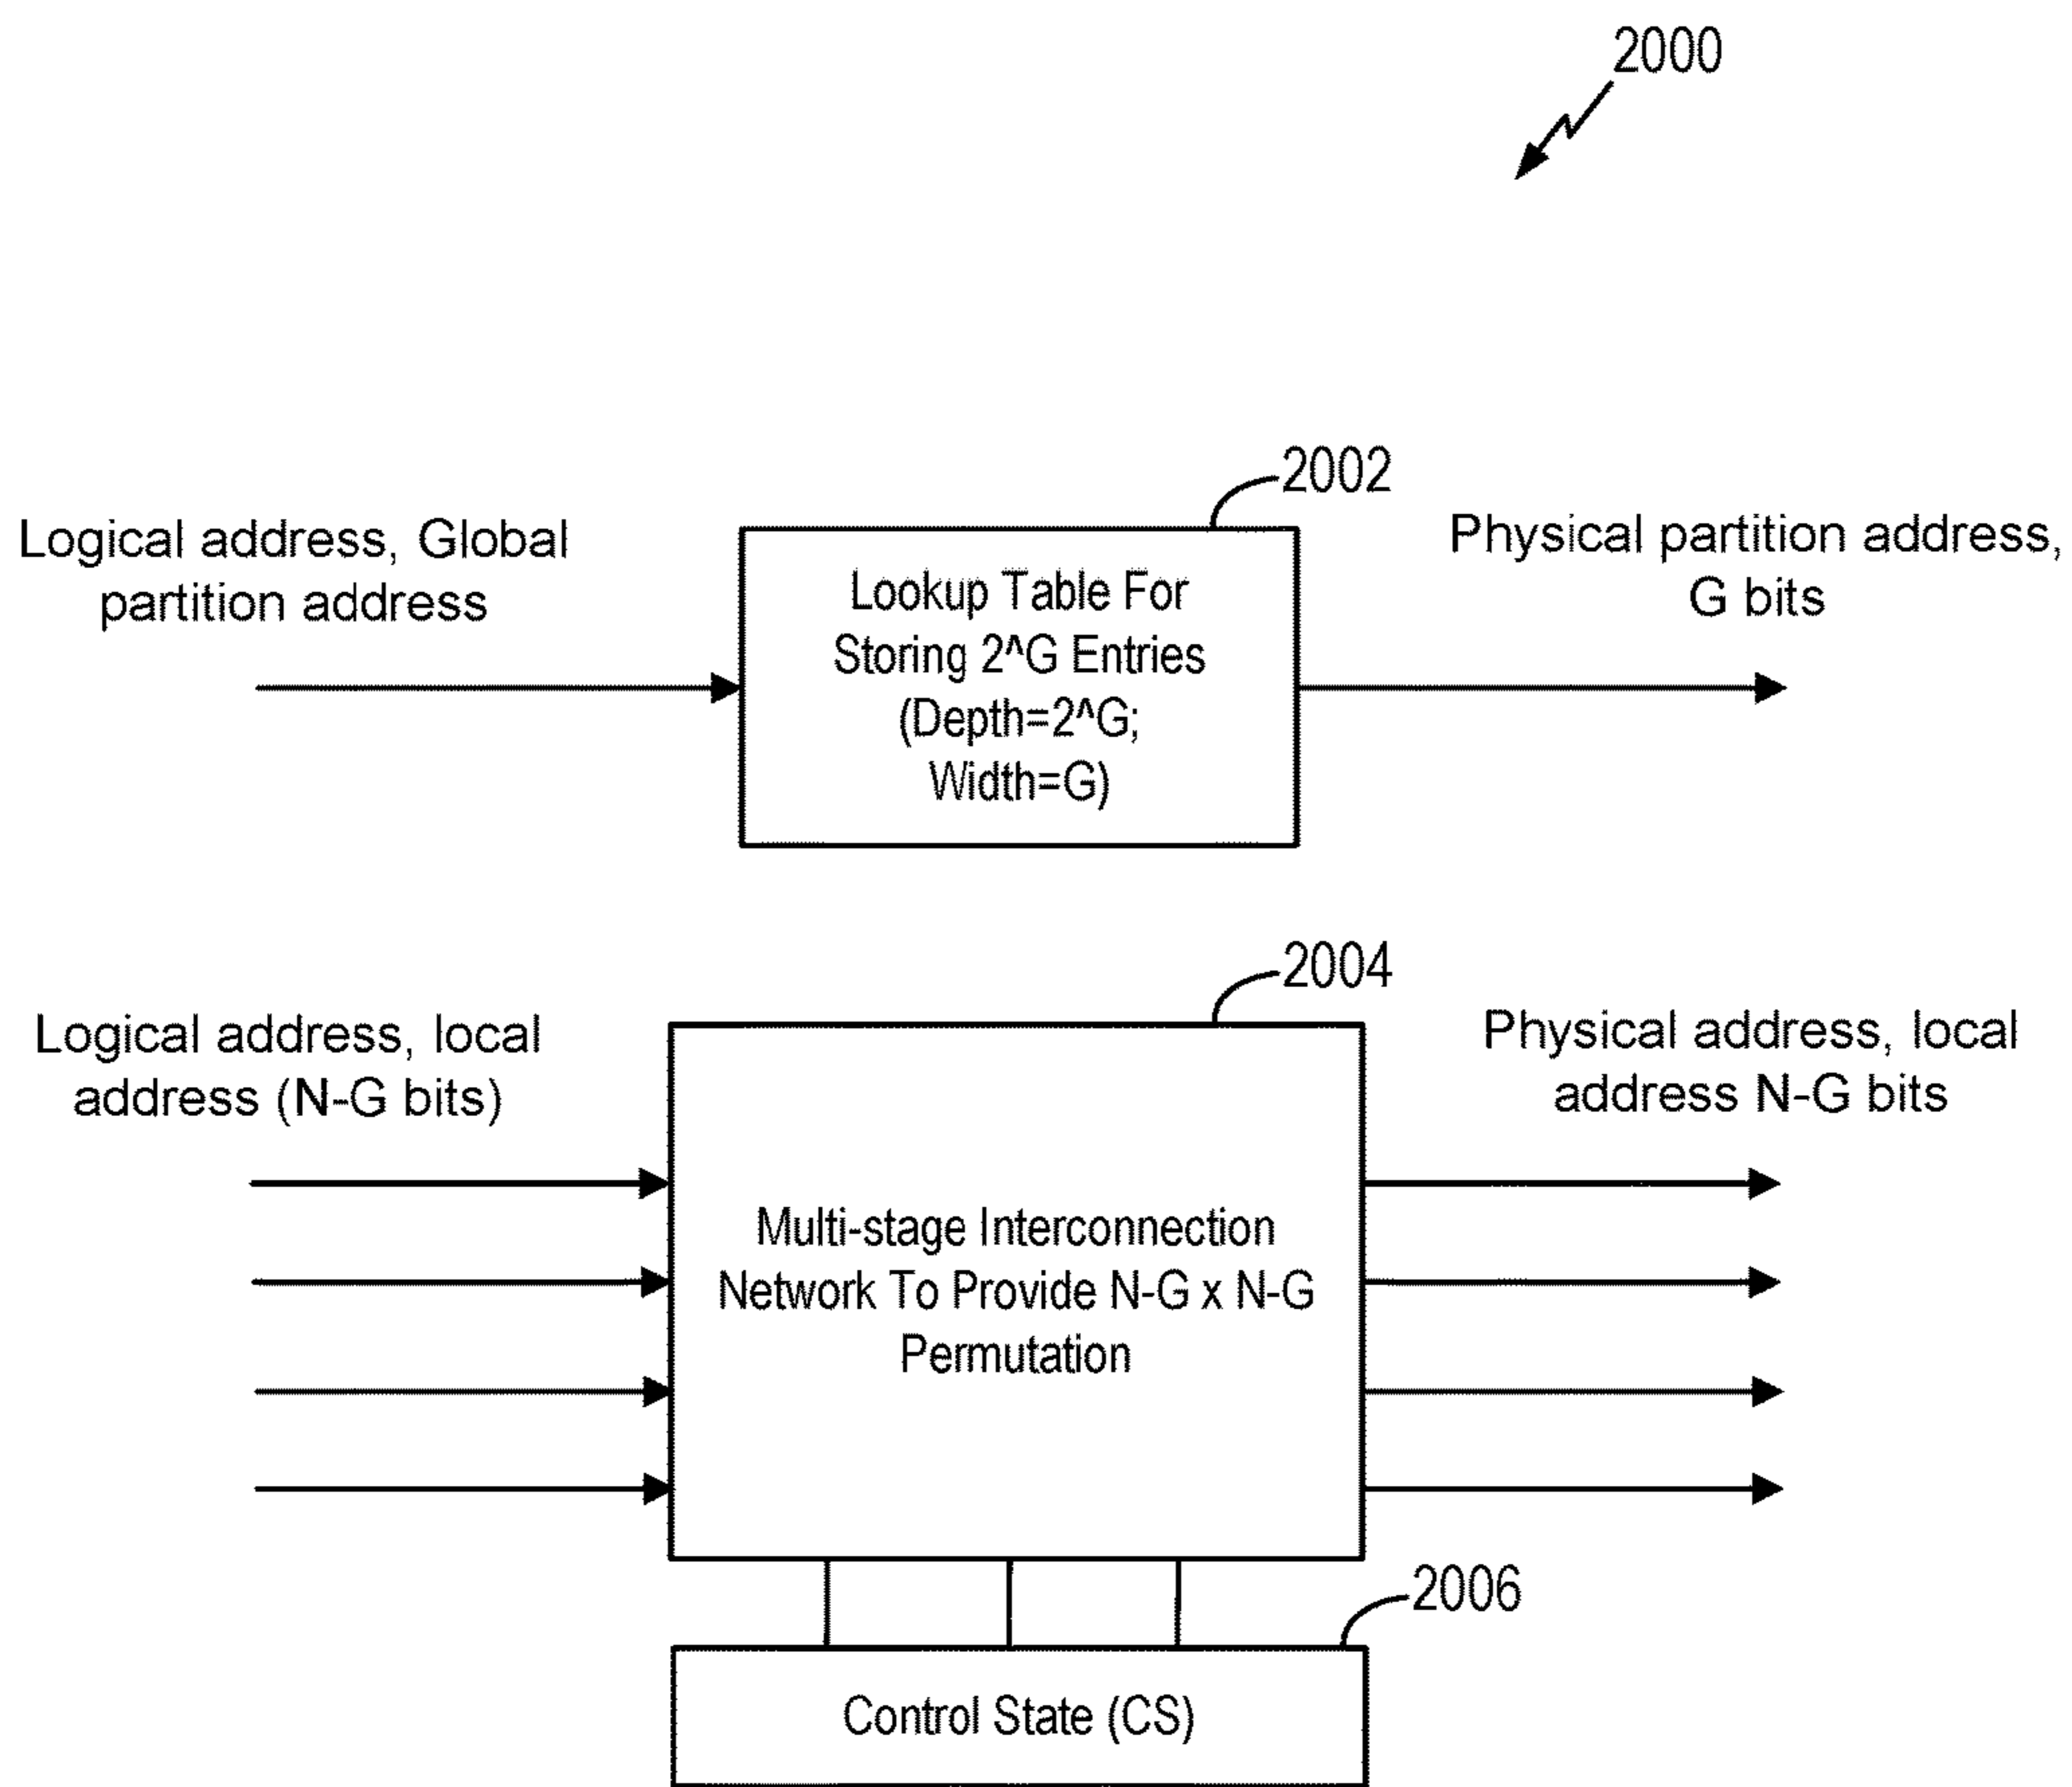 2000
2002
Logical address, Global
partition address
Lookup Table For
Storing 2^G Entries
(Depth=2^G;
Width=G)
Physical partition address,
G bits
2004
Logical address, local
address (N-G bits)
Multi-stage Interconnection
Network To Provide N-G x N-G
Permutation
Physical address, local
address N-G bits
2006
Control State (CS)